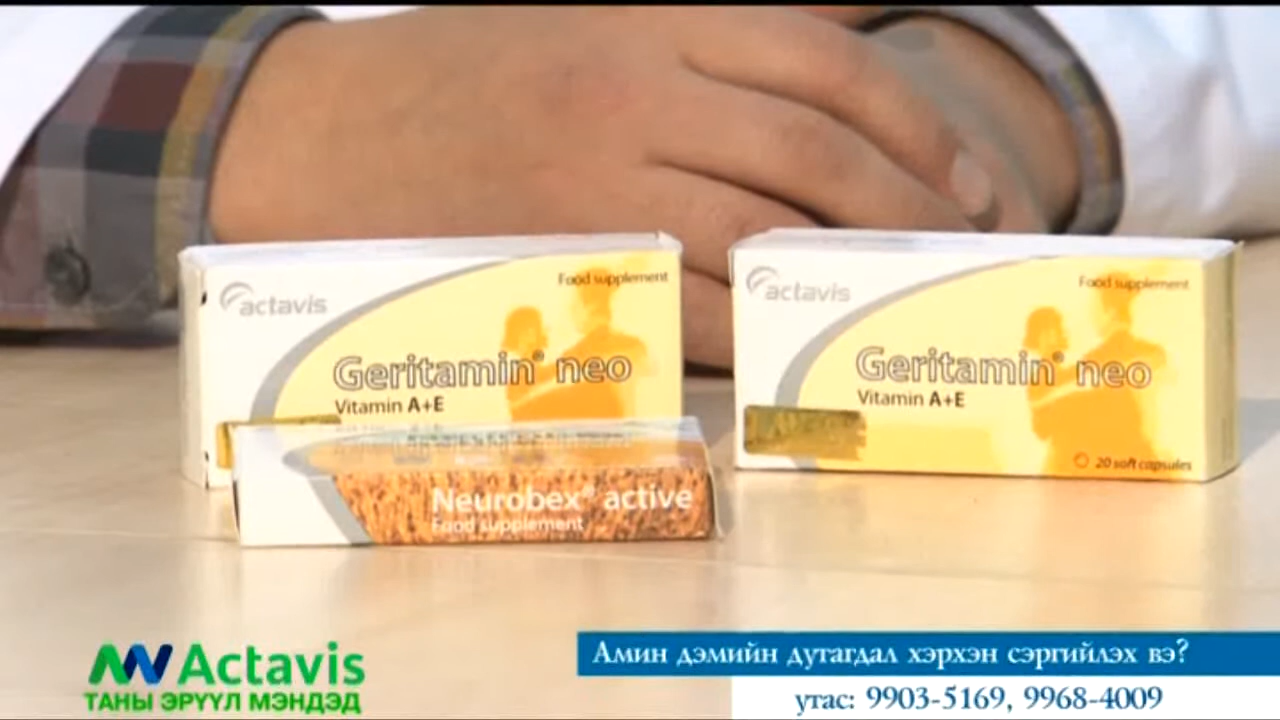 actavis
Food supplement
Geritamin® neo
Vitamin A+E
Neurobex® active
Food supplement
actavis
Food supplement
Geritamin® neo
Vitamin A+E
20 soft capsules
Actavis
ТАНЫ ЭРҮҮЛ МЭНДЭД
Амин дэмийн дутагдал хэрхэн сэргийлэх вэ?
утас: 9903-5169, 9968-4009